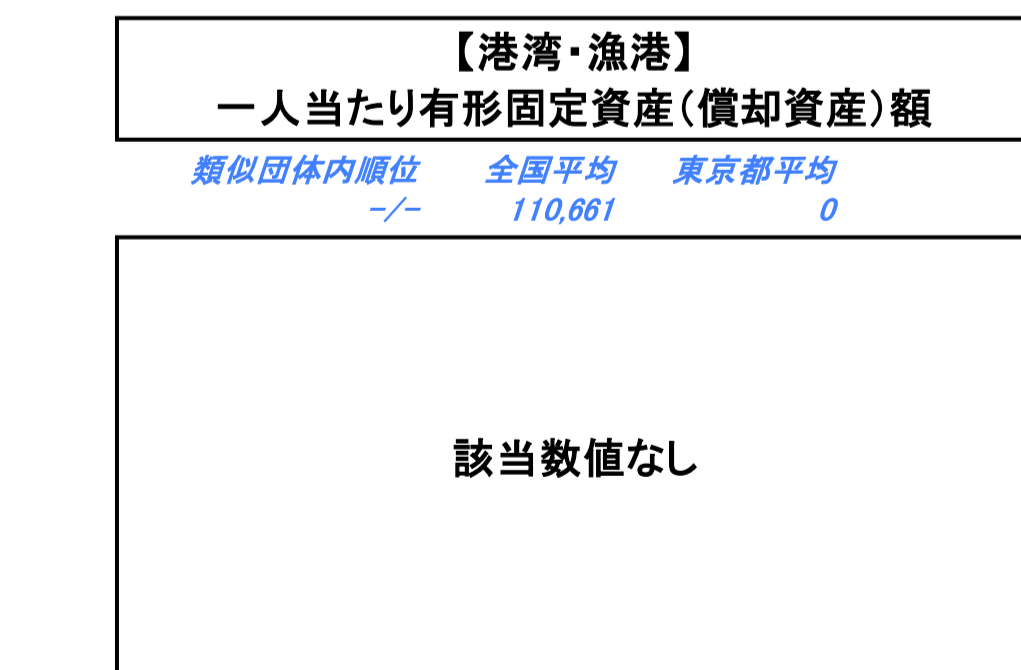 【港湾・漁港】
一人当たり有形固定資産(償却資産)額
類似団体内順位 全国平均 東京都平均
-/- 110,661 0
該当数値なし